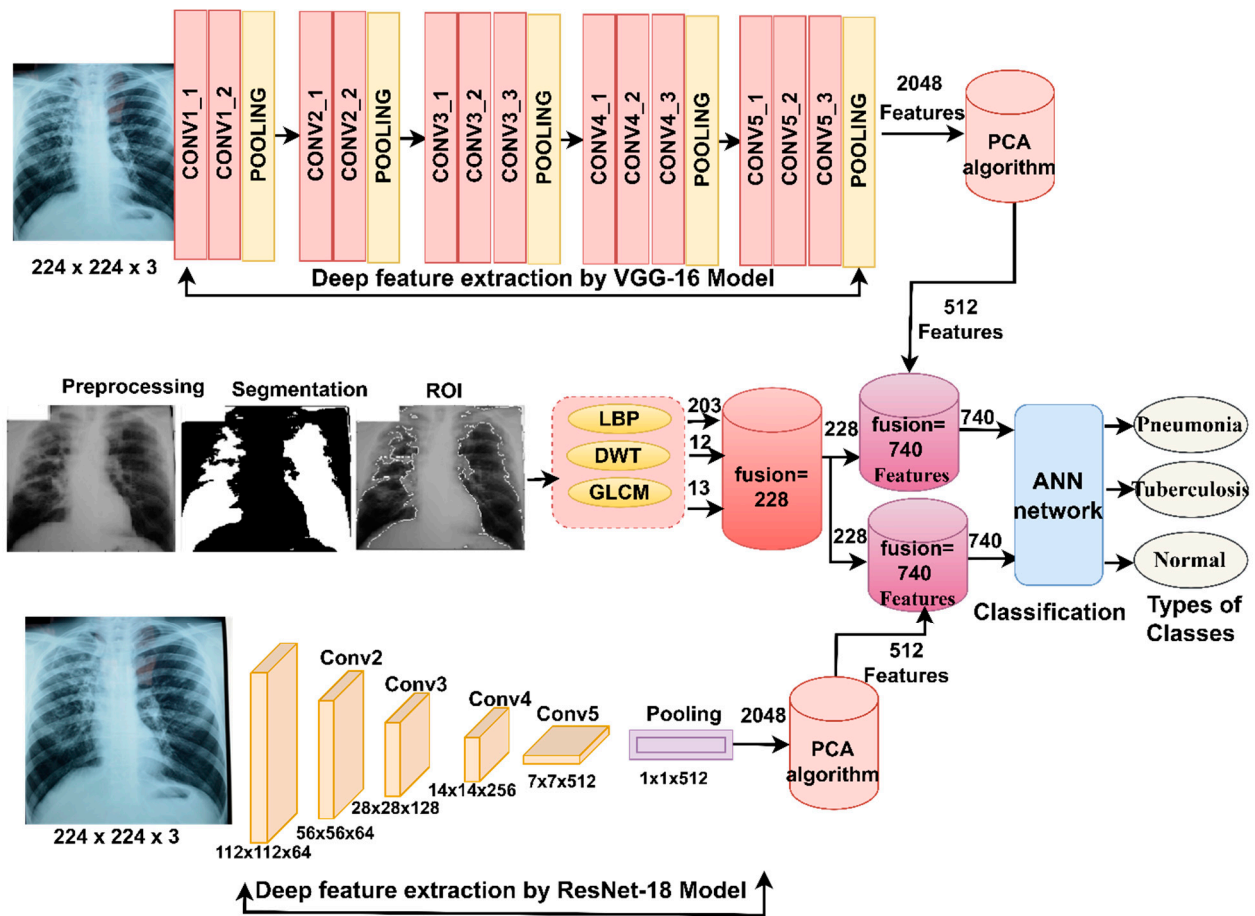 CONV1_1
CONV1_2
POOLING
CONV2_1
CONV2_2
POOLING
CONV3_1
CONV3_2
CONV3_3
POOLING
CONV4_1
CONV4_2
CONV4_3
POOLING
CONV5_1
CONV5_2
CONV5_3
POOLING
2048
Features
PCA
algorithm
224 x 224 x 3
Deep feature extraction by VGG-16 Model
512
Features
Preprocessing
Segmentation
ROI
LBP
DWT
GLCM
203
12
13
fusion=
228
228
228
fusion=
740
Features
740
fusion=
740
Features
740
ANN
network
Classification
Pneumonia
Tuberculosis
Normal
Types of
Classes
512
Features
224 x 224 x 3
112x112x64
Conv2
56x56x64
Conv3
28x28x128
Conv4
14x14x256
Conv5
7x7x512
Pooling
1x1x512
2048
PCA
algorithm
Deep feature extraction by ResNet-18 Model